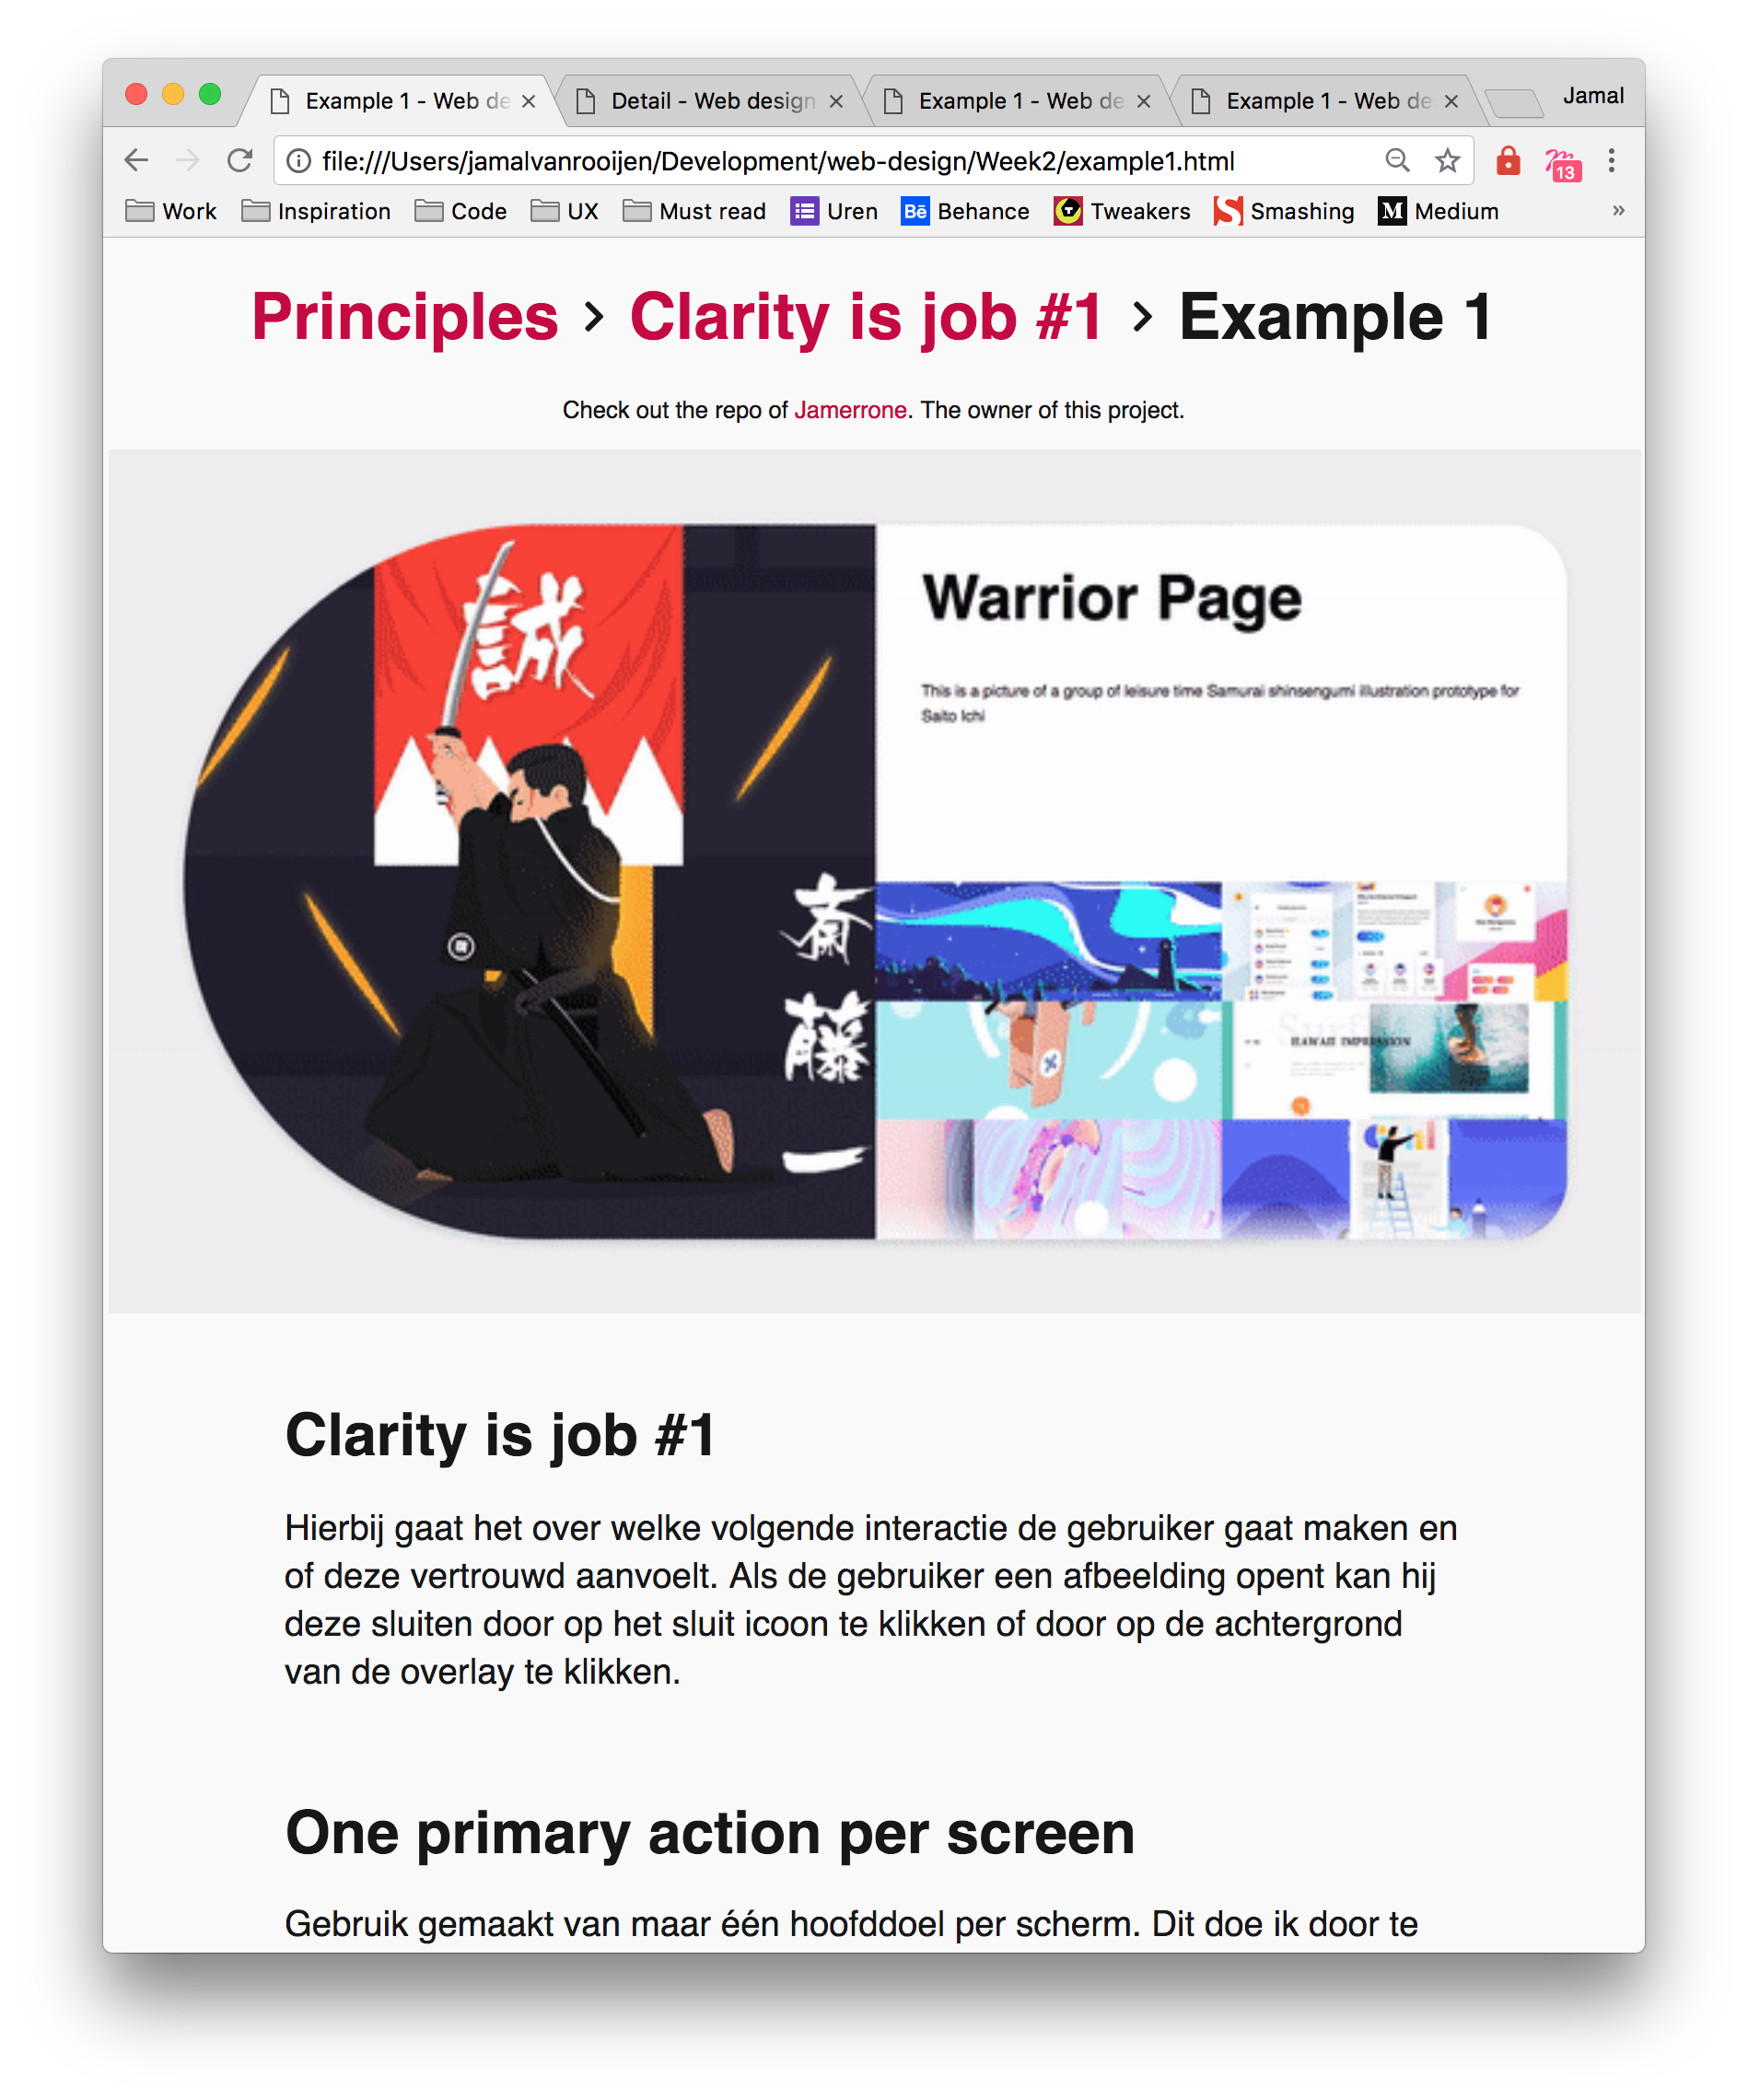 Example 1 - Web de
Detail - Web design
Example 1 - Web de
Example 1 - Web de
Jamal
file:///Users/jamalvanrooijen/Development/web-design/Week2/example1.html
13
Work
Inspiration
Code
UX
Must read
Uren
Bē
Behance
Tweakers
Smashing
M
Medium
»
Principles > Clarity is job #1 > Example 1
Check out the repo of Jamerrone. The owner of this project.
誠
斎
藤
一
Warrior Page
This is a picture of a group of leisure time Samurai shinsengumi illustration prototype for
Saito Ichi
Surf
HAWAII IMPRESSION
Clarity is job #1
Hierbij gaat het over welke volgende interactie de gebruiker gaat maken en
of deze vertrouwd aanvoelt. Als de gebruiker een afbeelding opent kan hij
deze sluiten door op het sluit icoon te klikken of door op de achtergrond
van de overlay te klikken.
One primary action per screen
Gebruik gemaakt van maar één hoofddoel per scherm. Dit doe ik door te